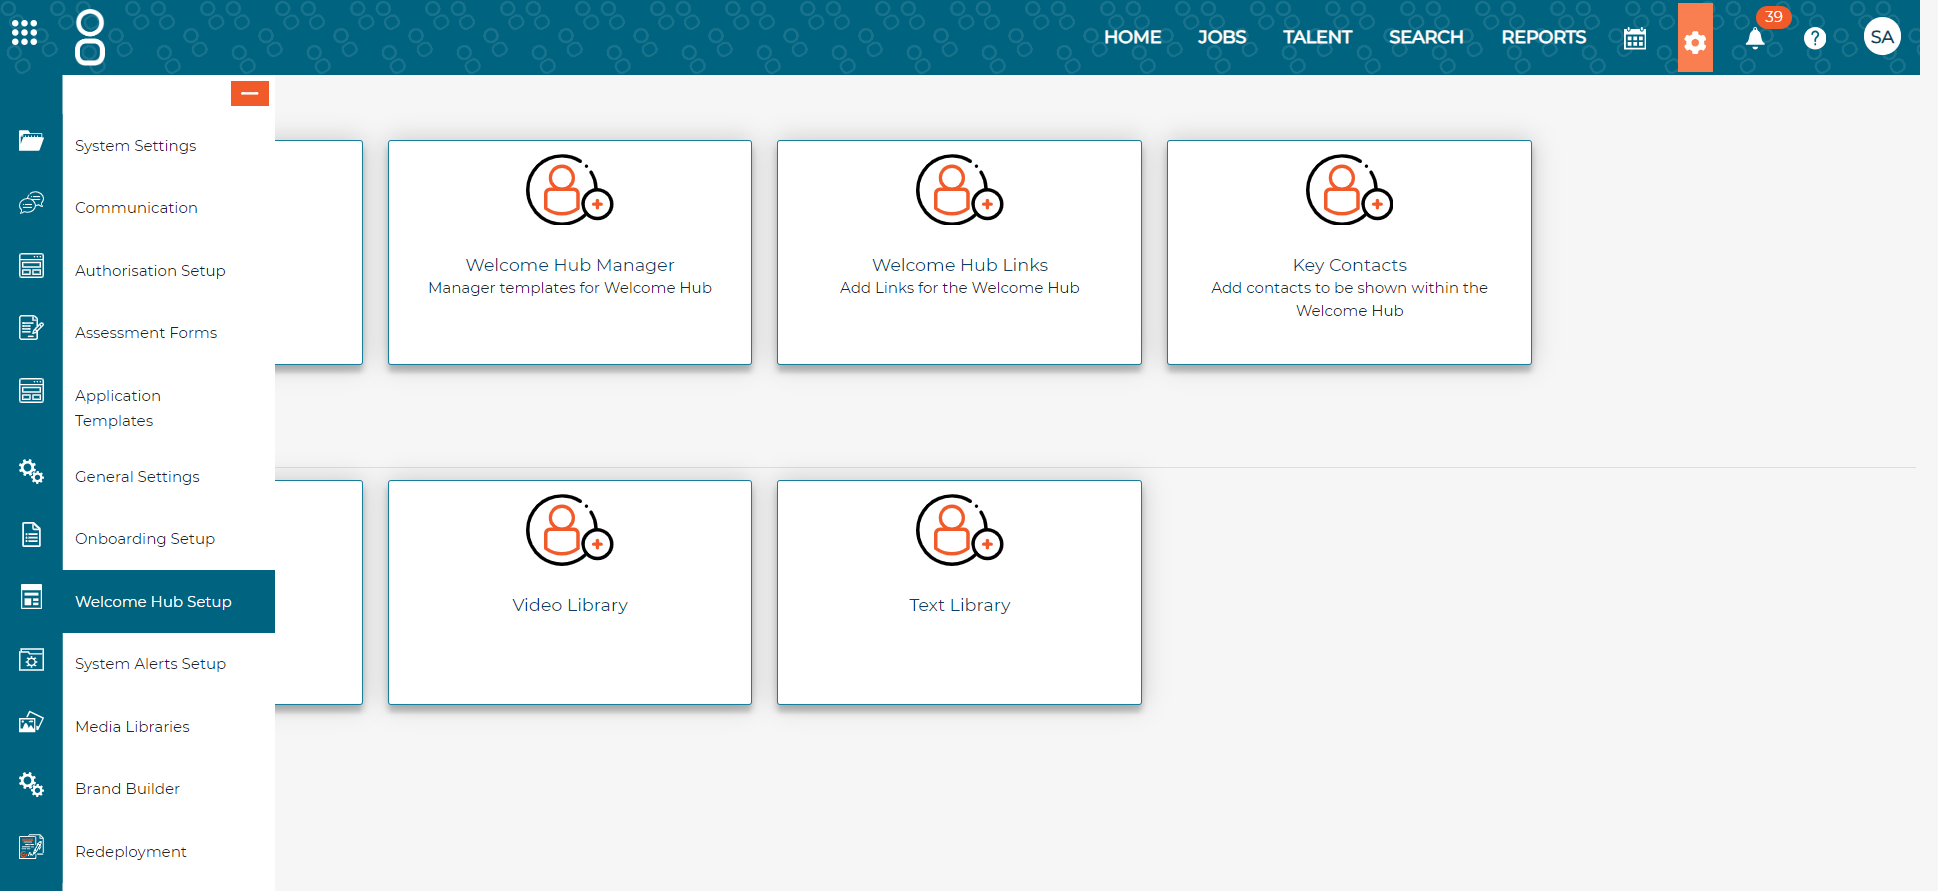 HOME
JOBS
TALENT
SEARCH
REPORTS
39
SA
System Settings
Communication
Authorisation Setup
Assessment Forms
Application
Templates
General Settings
Onboarding Setup
Welcome Hub Setup
System Alerts Setup
Media Libraries
Brand Builder
Redeployment
Welcome Hub Manager
Manager templates for Welcome Hub
Welcome Hub Links
Add Links for the Welcome Hub
Key Contacts
Add contacts to be shown within the
Welcome Hub
Video Library
Text Library